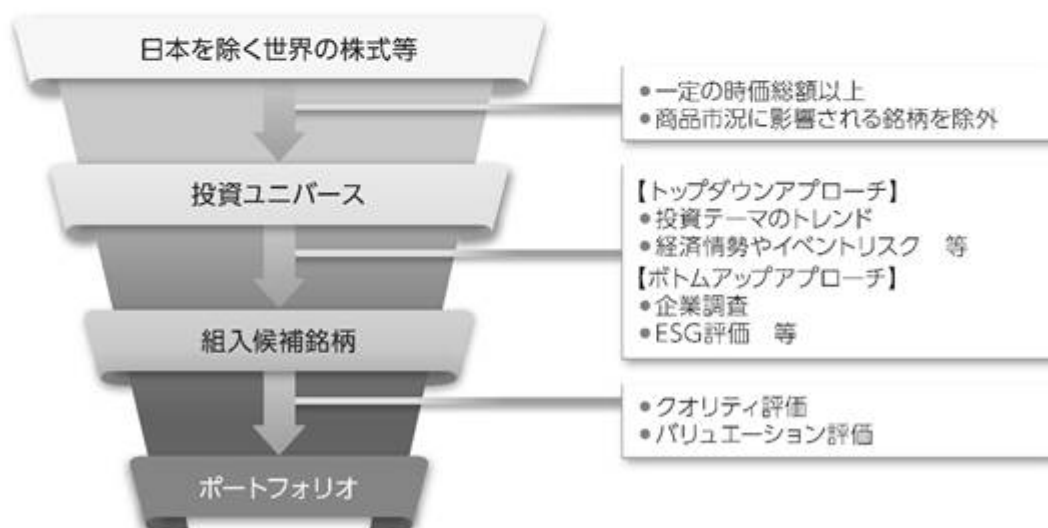 日本を除く世界の株式等
●一定の時価総額以上
●商品市況に影響される銘柄を除外
投資ユニバース
【トップダウンアプローチ】
●投資テーマのトレンド
●経済情勢やイベントリスク　等
【ボトムアップアプローチ】
●企業調査
●ESG評価　等
組入候補銘柄
●クオリティ評価
●バリュエーション評価
ポートフォリオ